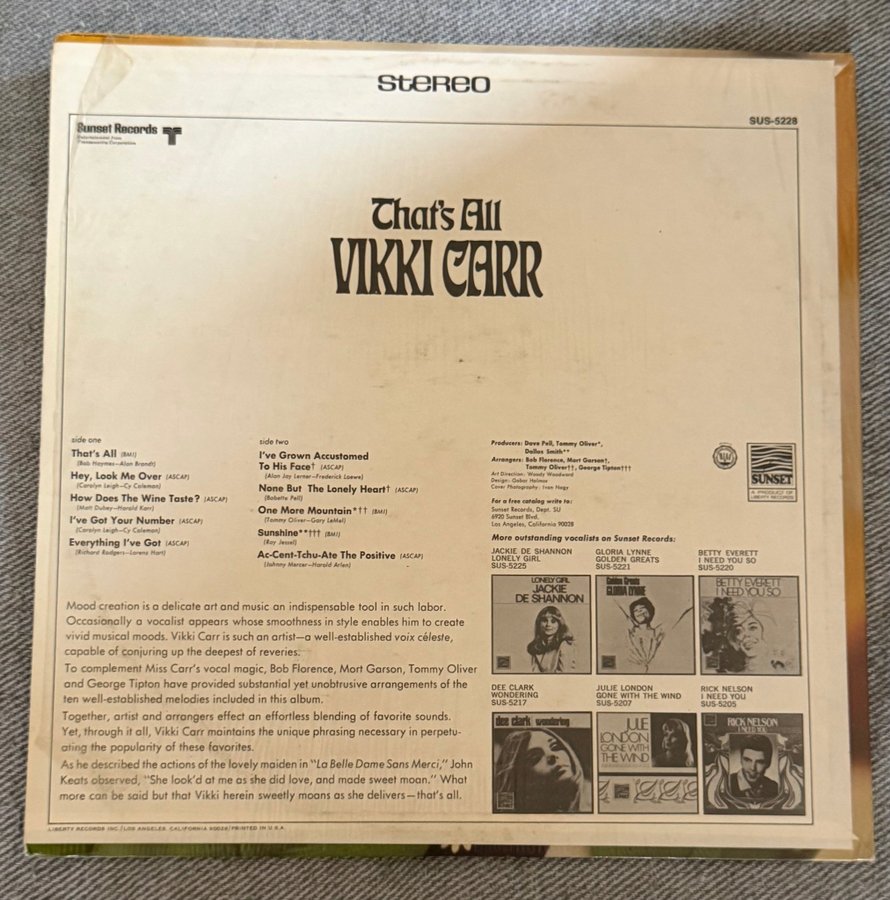 STEREO
Sunset Records
SUS-5228
That's All
VIKKI CARR
side one
That's All (BMI)
(Bob Haymes—Alan Brandt)
Hey, Look Me Over (ASCAP)
(Carolyn Leigh—Cy Coleman)
How Does The Wine Taste? (ASCAP)
(Matt Dubey—Harold Karr)
I've Got Your Number (ASCAP)
(Carolyn Leigh—Cy Coleman)
Everything I've Got (ASCAP)
(Richard Rodgers—Lorenz Hart)
side two
I've Grown Accustomed
To His Face† (ASCAP)
(Alan Jay Lerner—Frederick Loewe)
None But The Lonely Heart† (ASCAP)
(Babette Pell)
One More Mountain*†† (BMI)
(Tommy Oliver—Gary LeMel)
Sunshine**††† (BMI)
(Ray Jessel)
Ac-Cent-Tchu-Ate The Positive (ASCAP)
(Johnny Mercer—Harold Arlen)
Producers: Dave Pell, Tommy Oliver*,
Dallas Smith**
Arrangers: Bob Florence, Mort Garson†,
Tommy Oliver††, George Tipton†††
Art Direction: Woody Woodward
Design: Gabor Halmos
Cover Photography: Ivan Nagy
For a free catalog write to:
Sunset Records, Dept. SU
6920 Sunset Blvd.
Los Angeles, California 90028
SUNSET
A PRODUCT OF
LIBERTY RECORDS
More outstanding vocalists on Sunset Records:
JACKIE DE SHANNON
LONELY GIRL
SUS-5225
GLORIA LYNNE
GOLDEN GREATS
SUS-5221
BETTY EVERETT
I NEED YOU SO
SUS-5220
LONELY GIRL
JACKIE
DE SHANNON
Golden Greats
GLORIA LYNNE
BETTY EVERETT
I NEED YOU SO
DEE CLARK
WONDERING
SUS-5217
JULIE LONDON
GONE WITH THE WIND
SUS-5207
RICK NELSON
I NEED YOU
SUS-5205
dee clark wondering
JULIE
LONDON
GONE WITH
THE WIND
RICK NELSON
I NEED YOU
Mood creation is a delicate art and music an indispensable tool in such labor.
Occasionally a vocalist appears whose smoothness in style enables him to create
vivid musical moods. Vikki Carr is such an artist—a well-established voix céleste,
capable of conjuring up the deepest of reveries.
To complement Miss Carr's vocal magic, Bob Florence, Mort Garson, Tommy Oliver
and George Tipton have provided substantial yet unobtrusive arrangements of the
ten well-established melodies included in this album.
Together, artist and arrangers effect an effortless blending of favorite sounds.
Yet, through it all, Vikki Carr maintains the unique phrasing necessary in perpetu-
ating the popularity of these favorites.
As he described the actions of the lovely maiden in "La Belle Dame Sans Merci," John
Keats observed, "She look'd at me as she did love, and made sweet moan." What
more can be said but that Vikki herein sweetly moans as she delivers—that's all.
LIBERTY RECORDS INC./LOS ANGELES, CALIFORNIA 90028/PRINTED IN U.S.A.